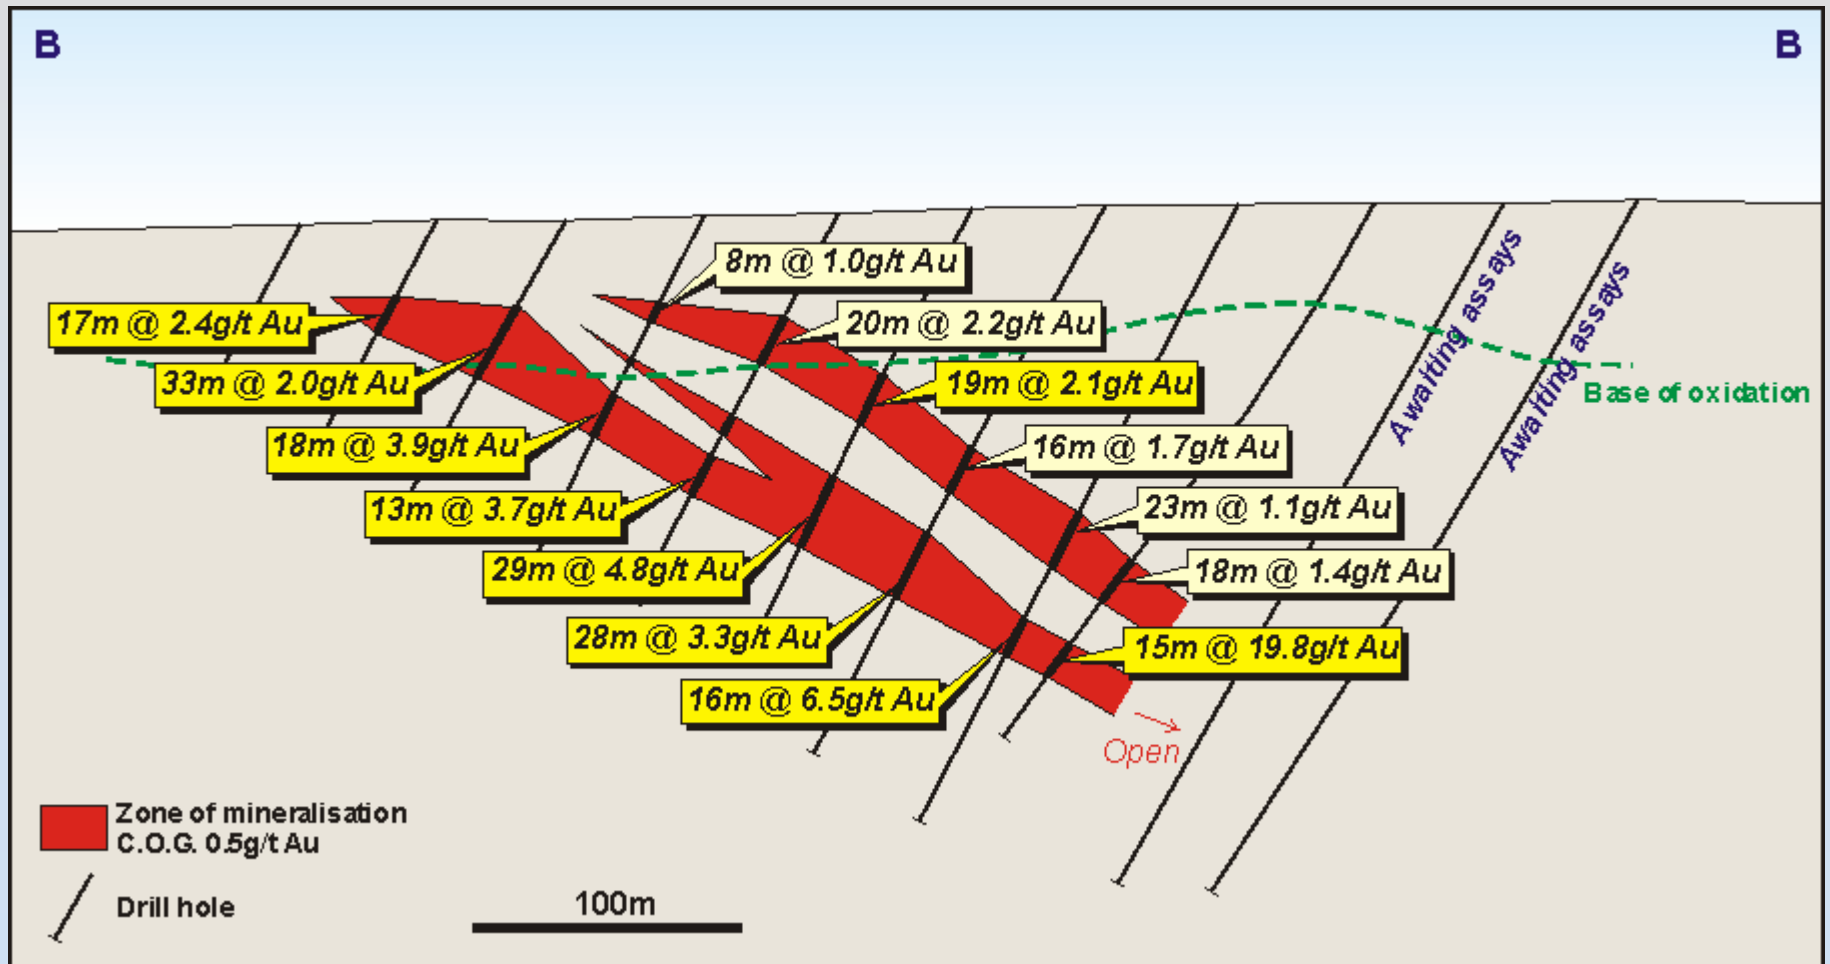 B
B
8m @ 1.0g/t Au
17m @ 2.4g/t Au
20m @ 2.2g/t Au
33m @ 2.0g/t Au
19m @ 2.1g/t Au
Awaiting assays
Awaiting assays
Base of oxidation
18m @ 3.9g/t Au
16m @ 1.7g/t Au
13m @ 3.7g/t Au
23m @ 1.1g/t Au
29m @ 4.8g/t Au
18m @ 1.4g/t Au
28m @ 3.3g/t Au
15m @ 19.8g/t Au
16m @ 6.5g/t Au
Open
Zone of mineralisation
C.O.G. 0.5g/t Au
Drill hole
100m